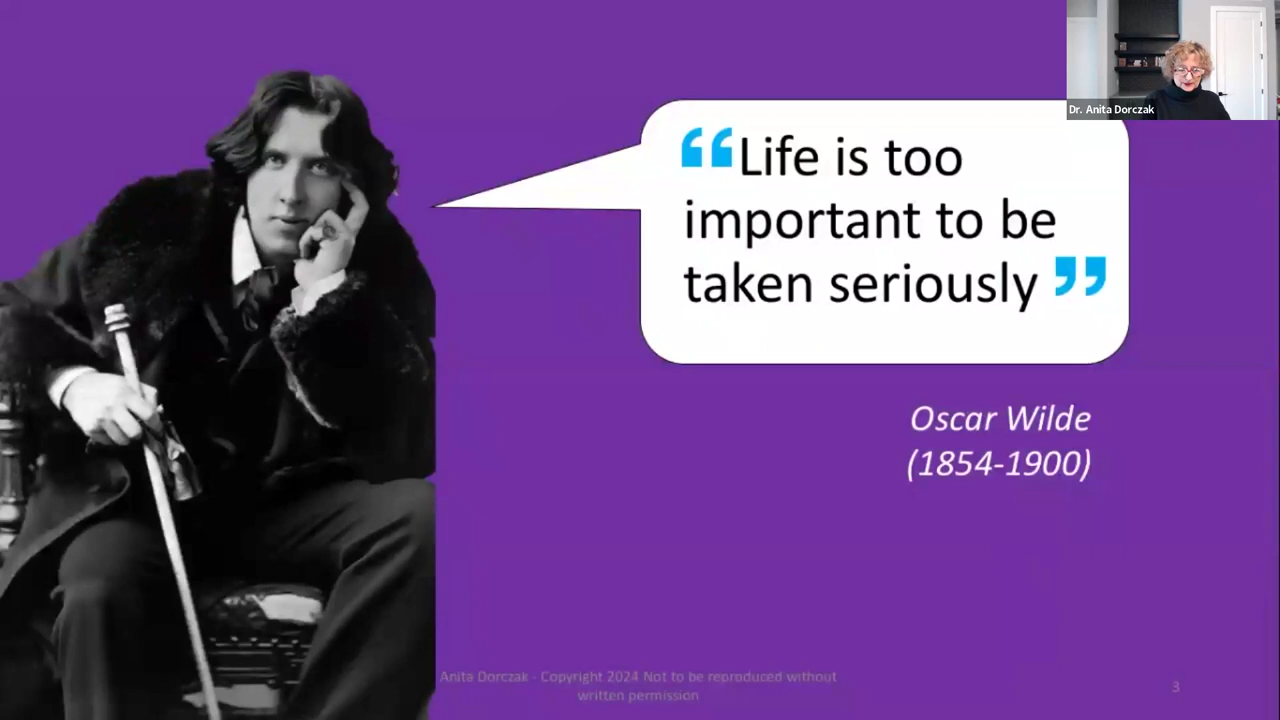 Dr. Anita Dorczak
“Life is too
important to be
taken seriously ”
Oscar Wilde
(1854-1900)
Anita Dorczak - Copyright 2024 Not to be reproduced without
written permission
3